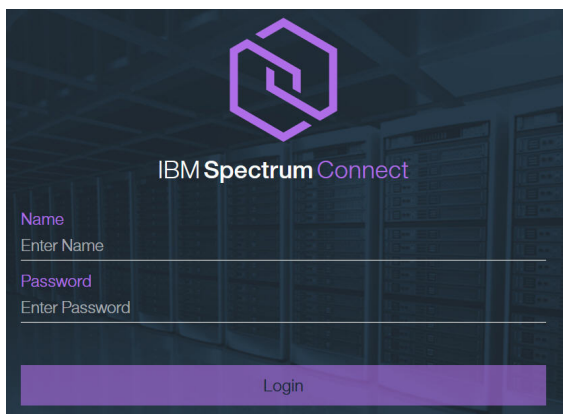 IBM Spectrum Connect
Name
Enter Name
Password
Enter Password
Login